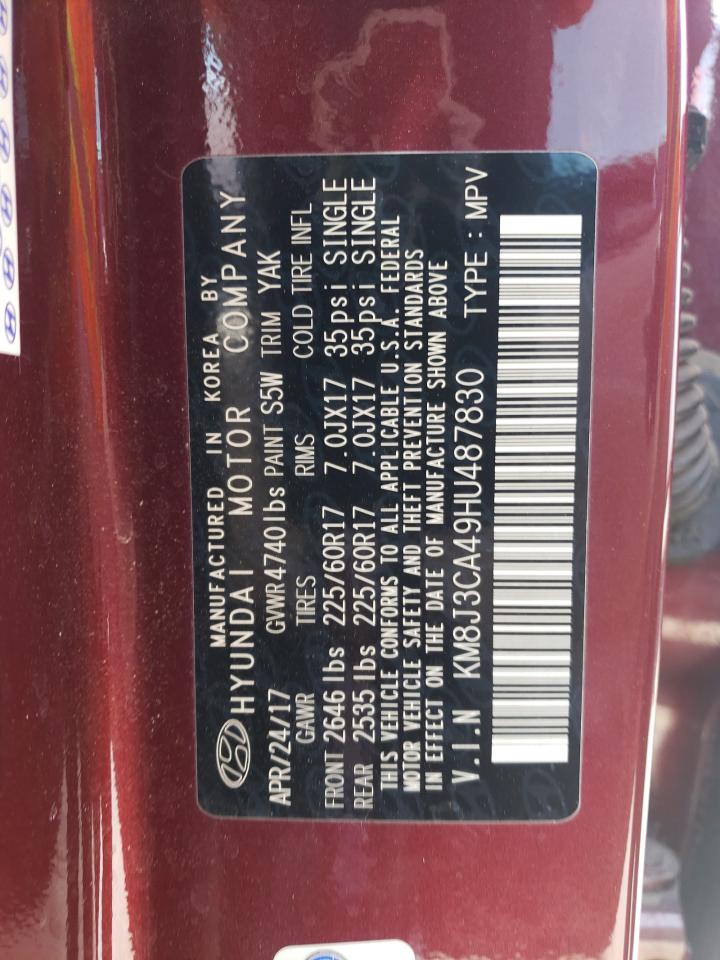 MANUFACTURED IN KOREA BY
HYUNDAI MOTOR COMPANY
APR/24/17 GVWR4740lbs PAINT S5W TRIM YAK
GAWR TIRES RIMS COLD TIRE INFL
FRONT 2646 lbs 225/60R17 7.0JX17 35psi SINGLE
REAR 2535 lbs 225/60R17 7.0JX17 35psi SINGLE
THIS VEHICLE CONFORMS TO ALL APPLICABLE U.S.A. FEDERAL
MOTOR VEHICLE SAFETY AND THEFT PREVENTION STANDARDS
IN EFFECT ON THE DATE OF MANUFACTURE SHOWN ABOVE
V.I.N KM8J3CA49HU487830 TYPE : MPV